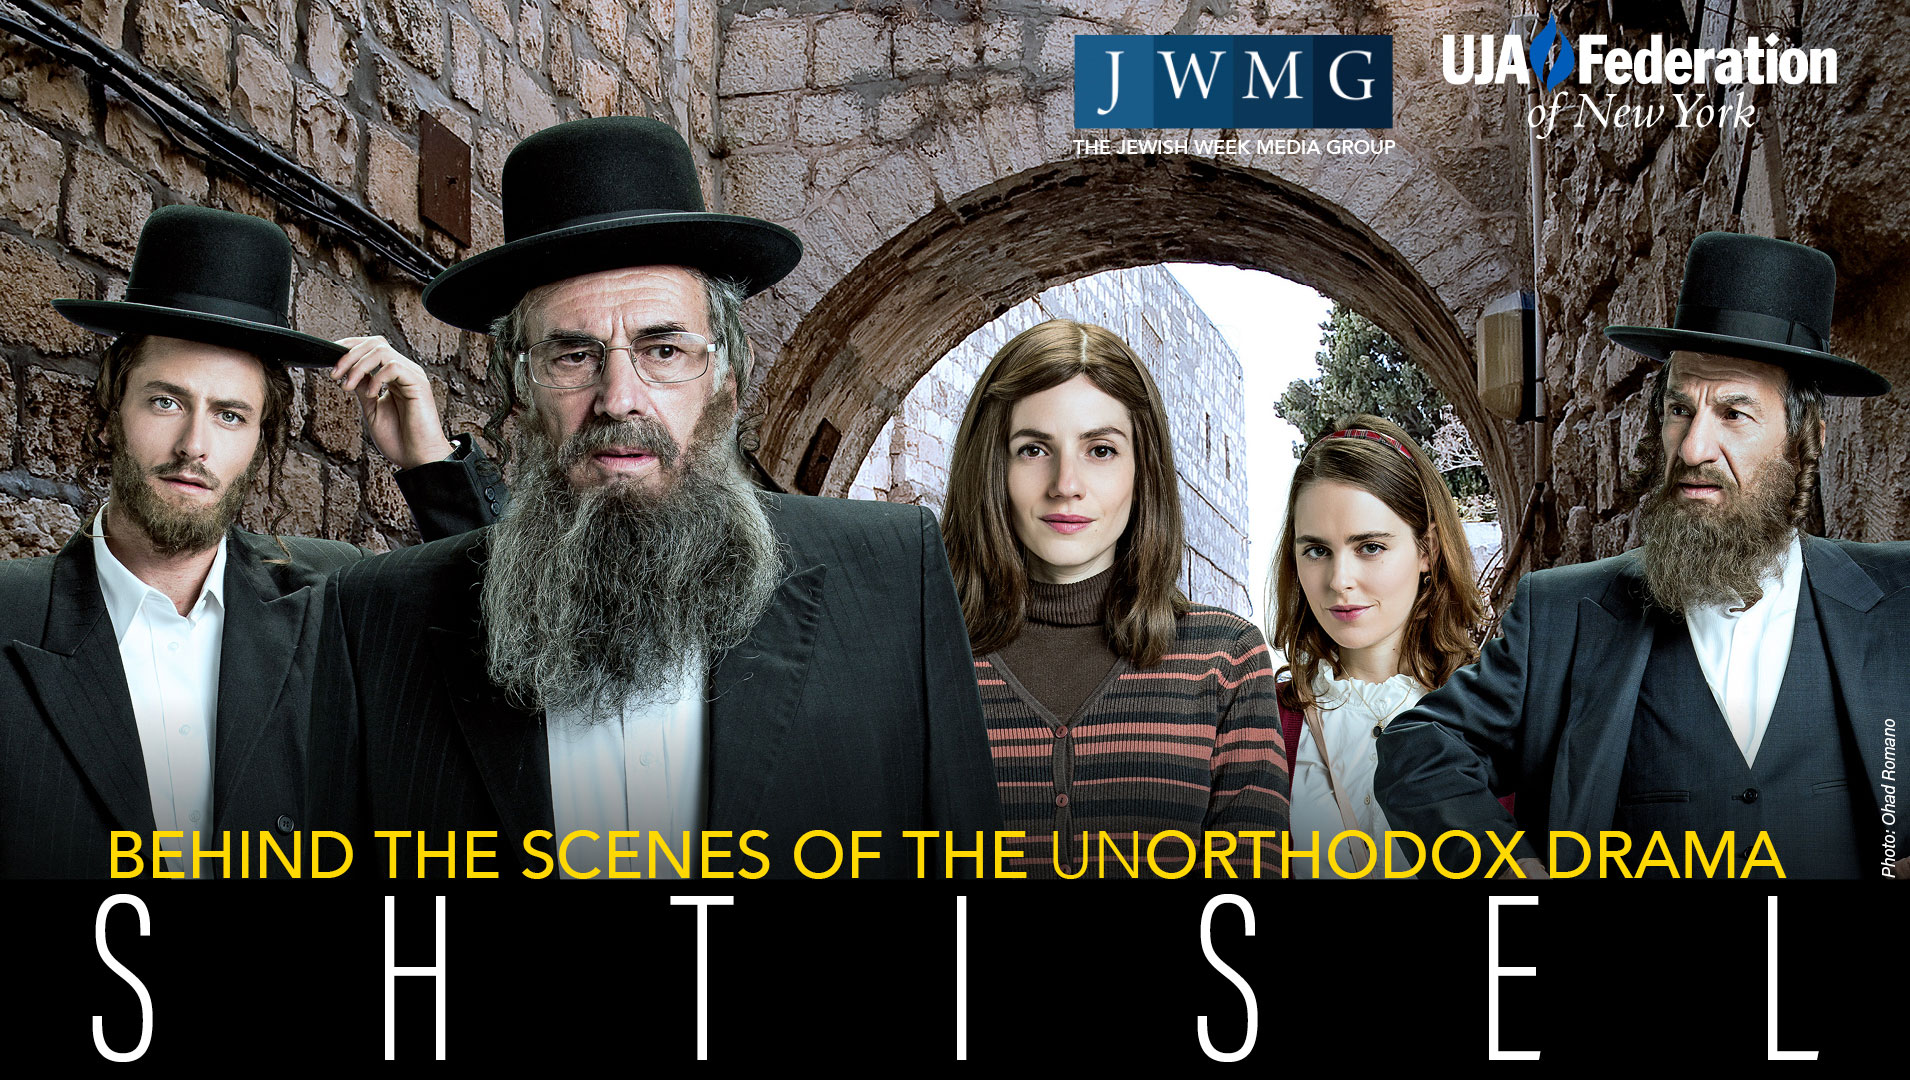 J W M G
THE JEWISH WEEK MEDIA GROUP
UJA Federation
of New York
Photo: Ohad Romano
BEHIND THE SCENES OF THE UNORTHODOX DRAMA
SHTISEL